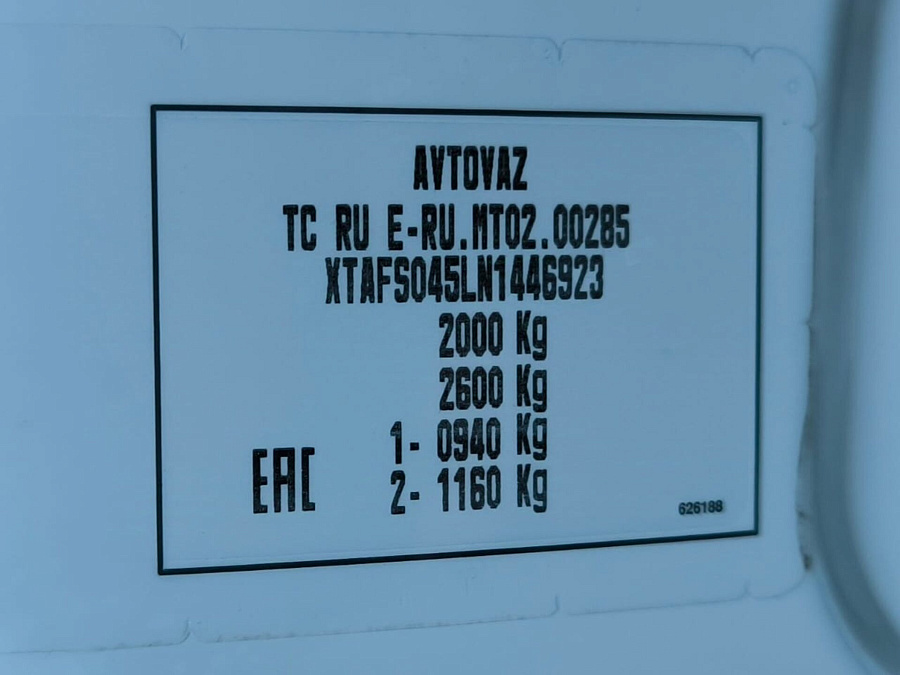 AVTOVAZ
TC RU E-RU.MT02.00285
XTAFS045LN1446923
2000 Kg
2600 Kg
1- 0940 Kg
2- 1160 Kg
EAC
626188